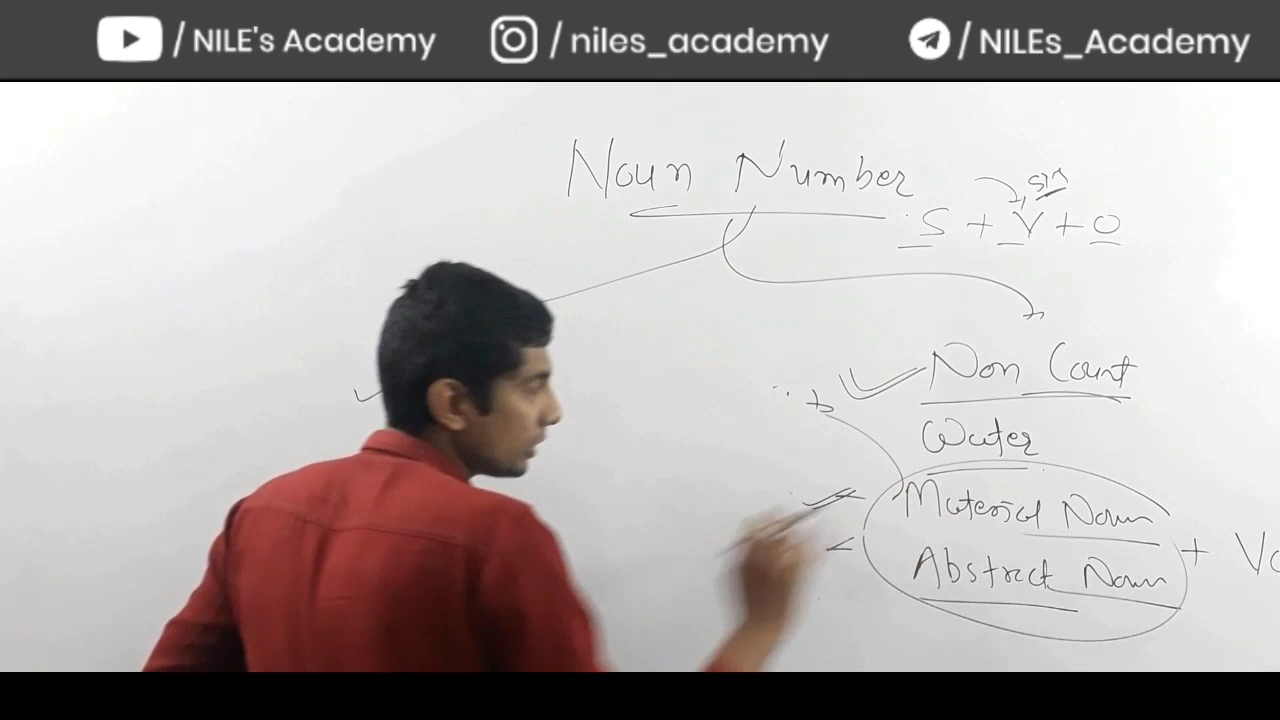 / NILE's Academy / niles_academy / NILEs_Academy
Noun Number
S + V + O
Non Count
Water
Material Noun
Abstract Noun +